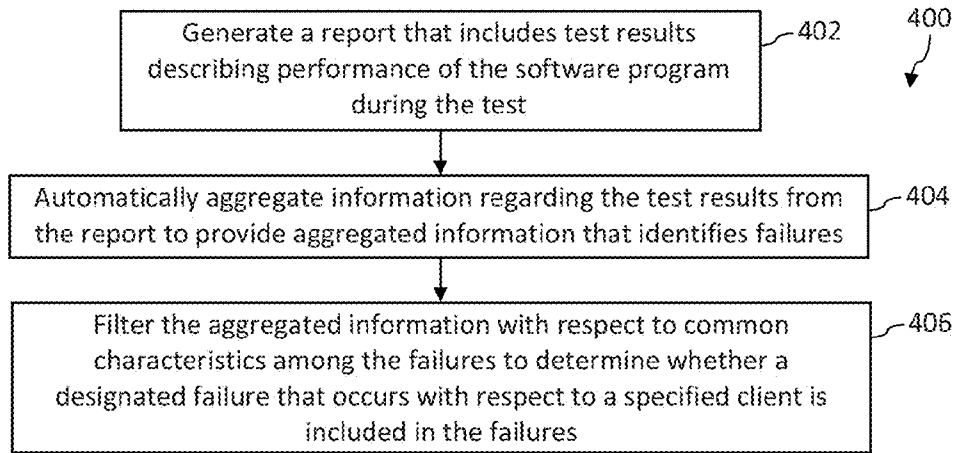 400
Generate a report that includes test results
describing performance of the software program
during the test
402
Automatically aggregate information regarding the test results from
the report to provide aggregated information that identifies failures
404
Filter the aggregated information with respect to common
characteristics among the failures to determine whether a
designated failure that occurs with respect to a specified client is
included in the failures
406